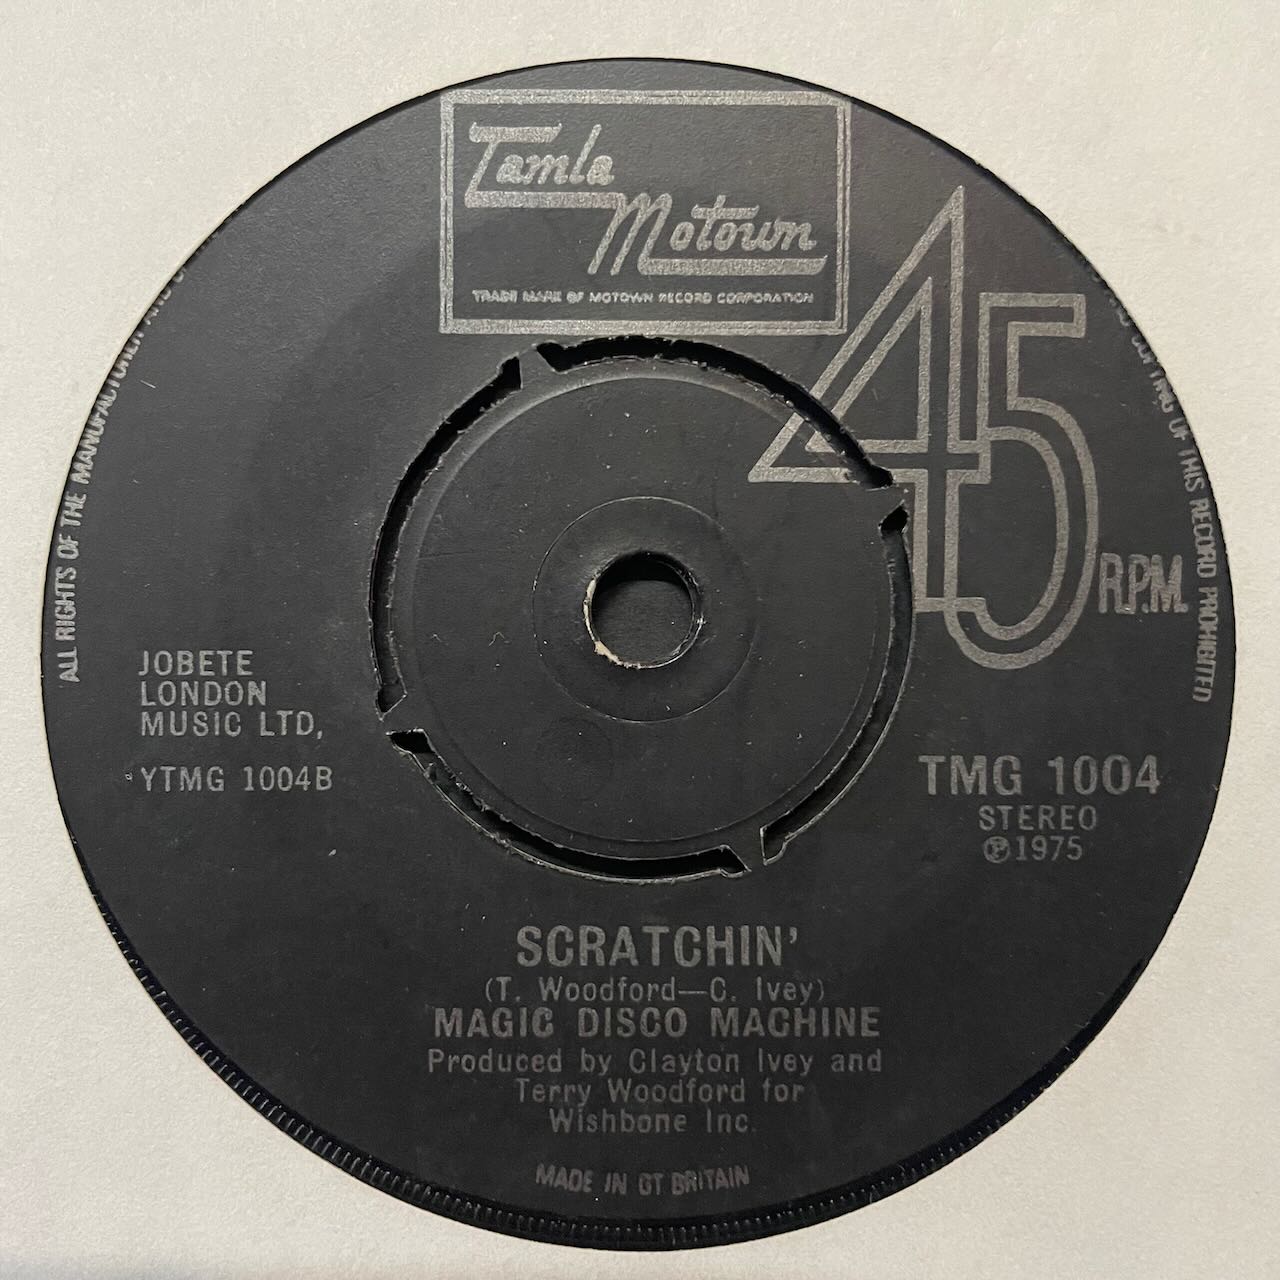 Tamla
Motown
TRADE MARK OF MOTOWN RECORD CORPORATION
45
R.P.M.
ALL RIGHTS OF THE MANUFACTURER
COPYING OF THIS RECORD PROHIBITED
JOBETE
LONDON
MUSIC LTD,
YTMG 1004B
TMG 1004
STEREO
℗1975
SCRATCHIN'
(T. Woodford—C. Ivey)
MAGIC DISCO MACHINE
Produced by Clayton Ivey and
Terry Woodford for
Wishbone Inc.
MADE IN GT BRITAIN